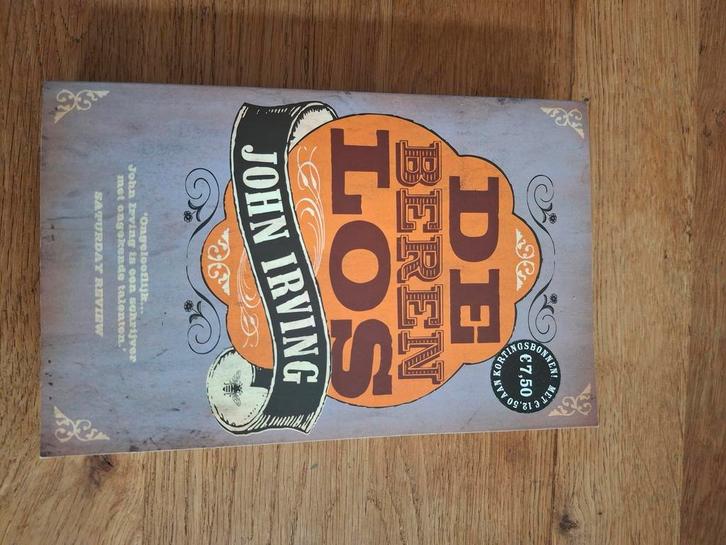 DE
BEREN
LOS
JOHN IRVING
MET € 12,50 AAN KORTINGSBONNEN!
€7,50
'Ongelooflijk...
John Irving is een schrijver
met ongekende talenten.'
SATURDAY REVIEW